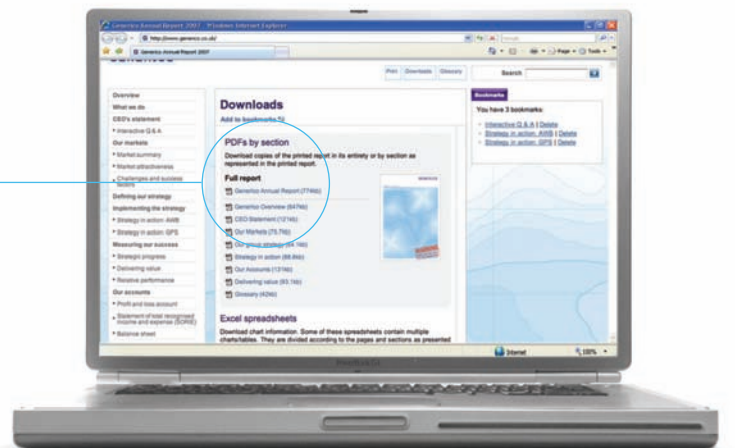 Generico Annual Report 2007 - Windows Internet Explorer
http://www.generico.co.uk/
Generico Annual Report 2007
Page
Tools
Print
Downloads
Glossary
Search
Overview
What we do
CEO's statement
Interactive Q & A
Our markets
Market summary
Market attractiveness
Challenges and success
factors
Defining our strategy
Implementing the strategy
Strategy in action: AWB
Strategy in action: GPS
Measuring our success
Strategic progress
Delivering value
Relative performance
Our accounts
Profit and loss account
Statement of total recognised
income and expense (SORIE)
Balance sheet
Downloads
Add to bookmarks
PDFs by section
Download copies of the printed report in its entirety or by section as
represented in the printed report.
Full report
Generico Annual Report (774kb)
Generico Overview (647kb)
CEO Statement (121kb)
Our Markets (75.7kb)
Our group strategy (64.1kb)
Strategy in action (88.8kb)
Our Accounts (131kb)
Delivering value (93.1kb)
Glossary (42kb)
Excel spreadsheets
Download chart information. Some of these spreadsheets contain multiple
charts/tables. They are divided according to the pages and sections as presented
Bookmarks
You have 3 bookmarks:
Interactive Q & A | Delete
Strategy in action: AWB | Delete
Strategy in action: GPS | Delete
Internet
100%